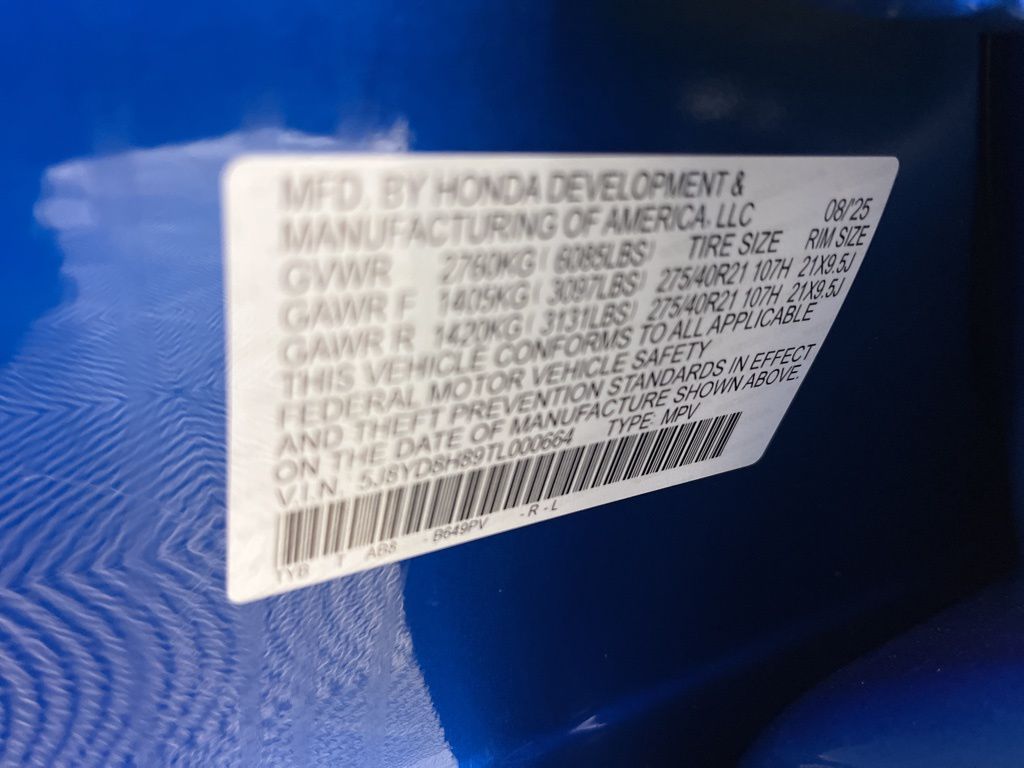 MFD. BY HONDA DEVELOPMENT &
MANUFACTURING OF AMERICA, LLC 08/'25
GVWR 2760KG ( 6085LBS) TIRE SIZE RIM SIZE
GAWR F 1405KG ( 3097LBS) 275/40R21 107H 21X9.5J
GAWR R 1420KG ( 3131LBS) 275/40R21 107H 21X9.5J
THIS VEHICLE CONFORMS TO ALL APPLICABLE
FEDERAL MOTOR VEHICLE SAFETY
AND THEFT PREVENTION STANDARDS IN EFFECT
ON THE DATE OF MANUFACTURE SHOWN ABOVE.
V.I.N.: 5J8YD8H89TL000664 TYPE: MPV
TYB T AB8 - B649PV - R - L